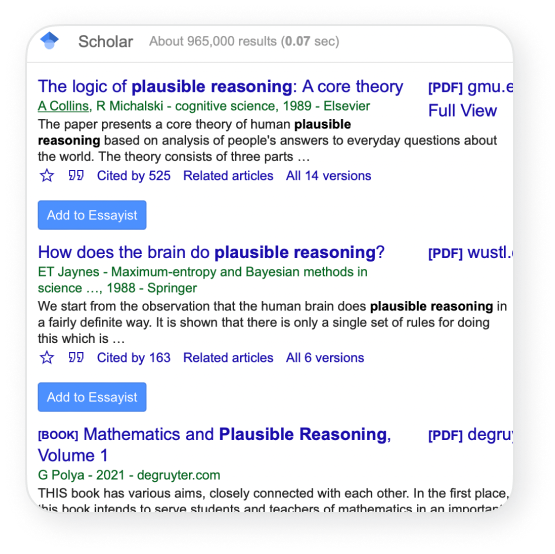 Scholar About 965,000 results (0.07 sec)
The logic of plausible reasoning: A core theory
[PDF] gmu.e
A Collins, R Michalski - cognitive science, 1989 - Elsevier
Full View
The paper presents a core theory of human plausible
reasoning based on analysis of people's answers to everyday questions about
the world. The theory consists of three parts …
Cited by 525 Related articles All 14 versions
Add to Essayist
How does the brain do plausible reasoning?
[PDF] wustl.
ET Jaynes - Maximum-entropy and Bayesian methods in
science …, 1988 - Springer
We start from the observation that the human brain does plausible reasoning in
a fairly definite way. It is shown that there is only a single set of rules for doing
this which is …
Cited by 163 Related articles All 6 versions
Add to Essayist
[BOOK] Mathematics and Plausible Reasoning,
Volume 1
[PDF] degruy
G Polya - 2021 - degruyter.com
THIS book has various aims, closely connected with each other. In the first place,
this book intends to serve students and teachers of mathematics in an important